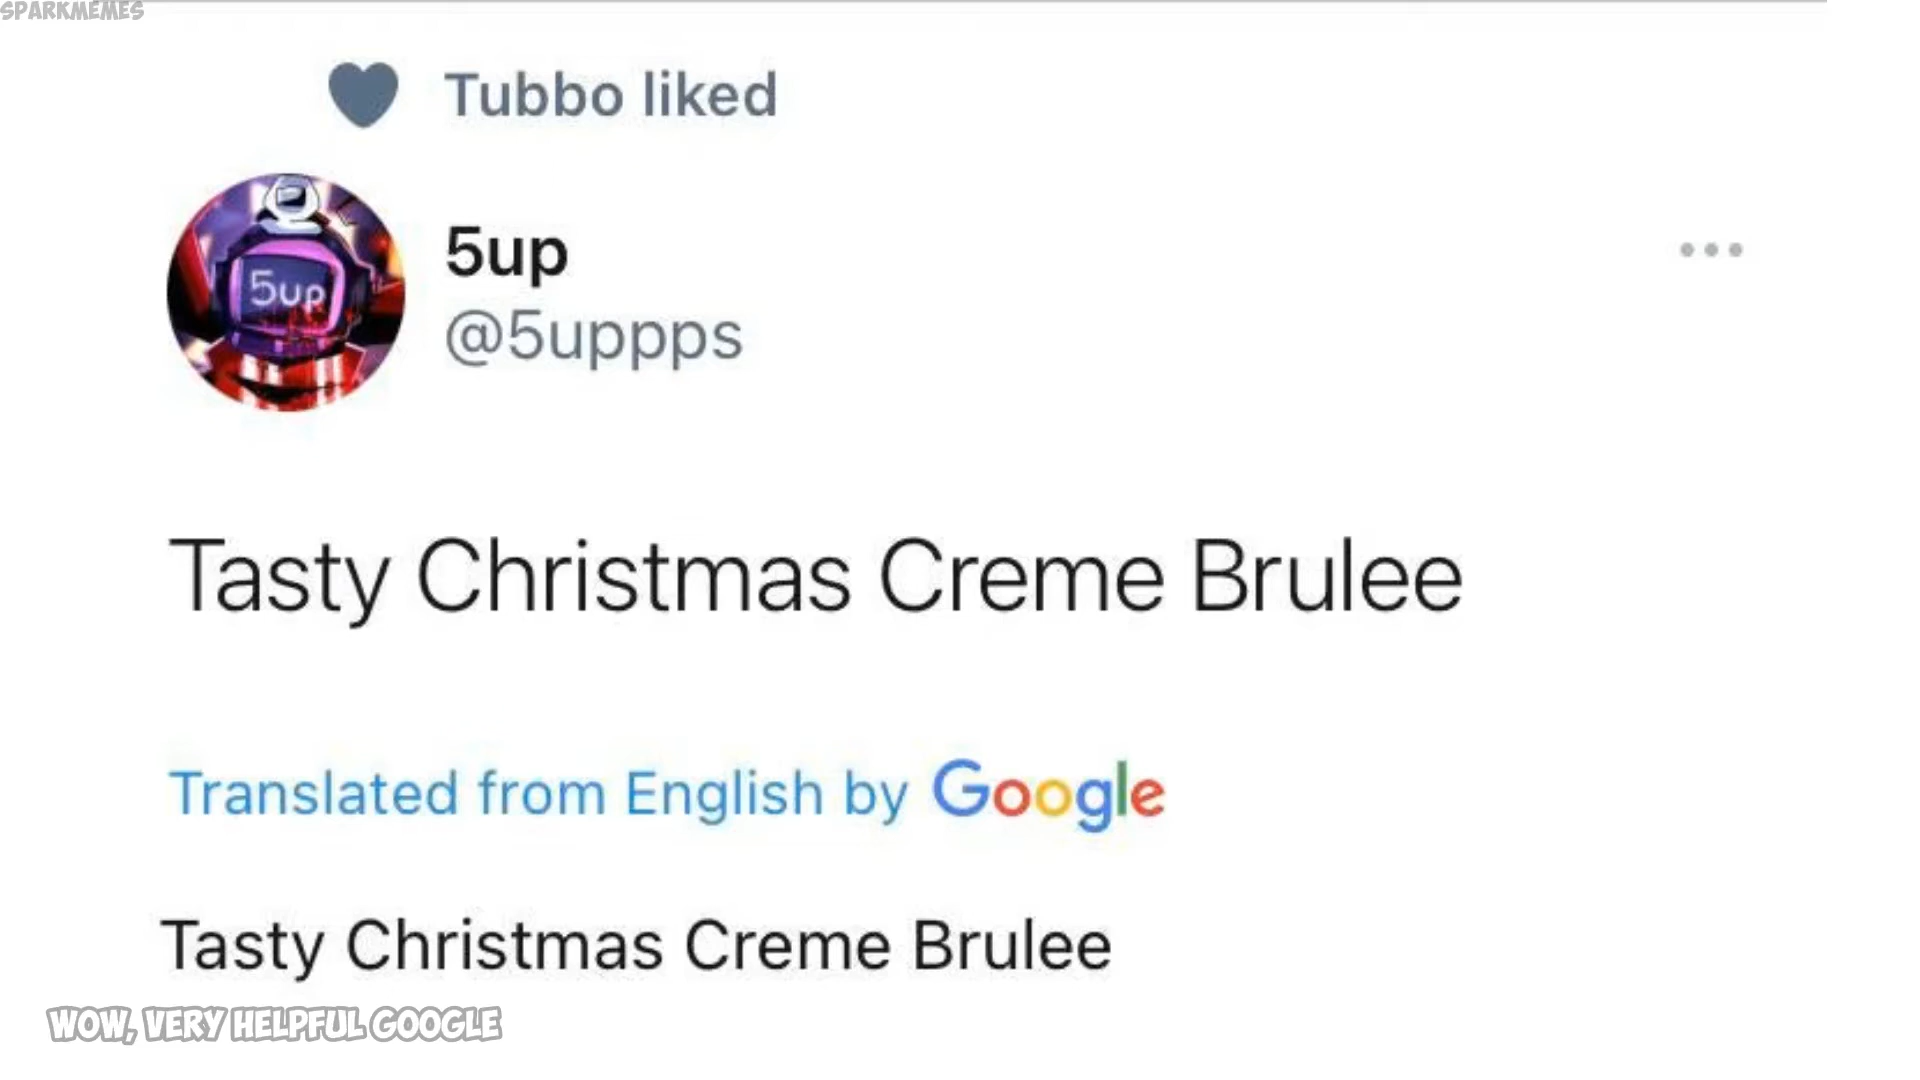 SPARKMEMES
Tubbo liked
5up
5up
@5uppps
Tasty Christmas Creme Brulee
Translated from English by Google
Tasty Christmas Creme Brulee
WOW, VERY HELPFUL GOOGLE